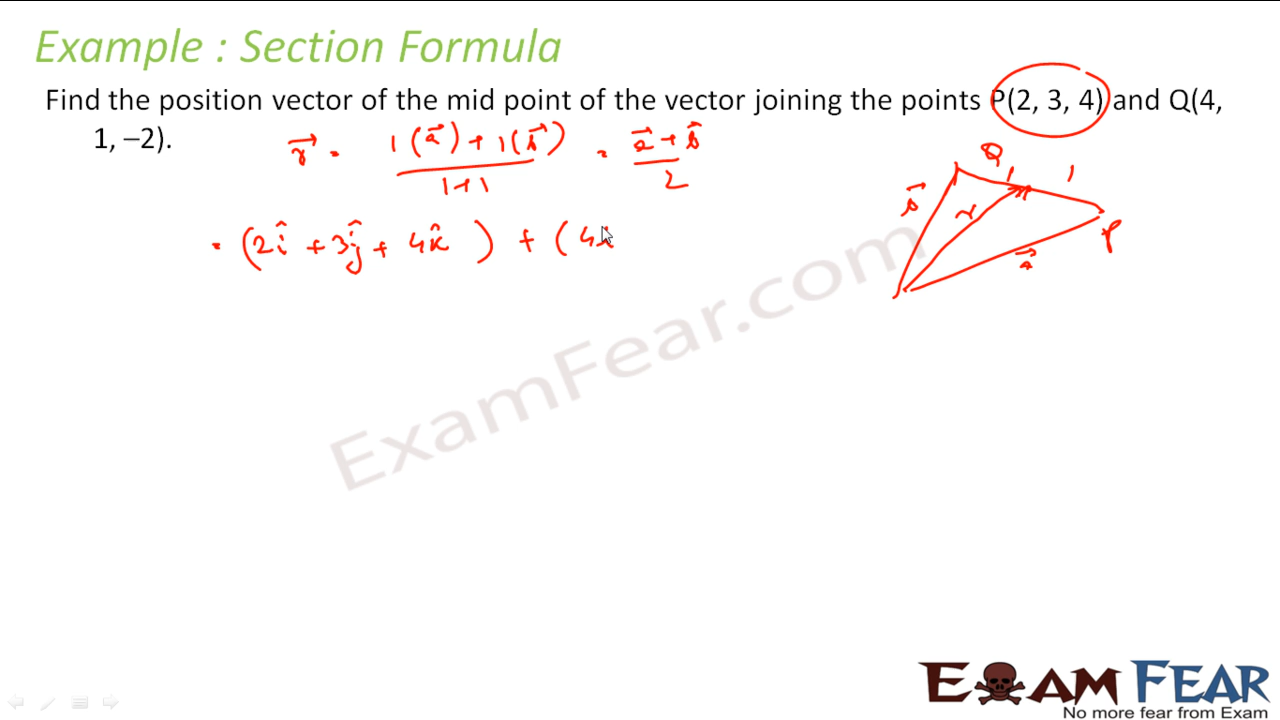 Example : Section Formula
Find the position vector of the mid point of the vector joining the points P(2, 3, 4) and Q(4,
1, –2).
r⃗ = 1(a⃗) + 1(b⃗) / 1+1 = a⃗ + b⃗ / 2
= (2î + 3ĵ + 4k̂) + (4i
Q
1
1
b⃗
r
a⃗
P
ExamFear.com
EXAM FEAR
No more fear from Exam